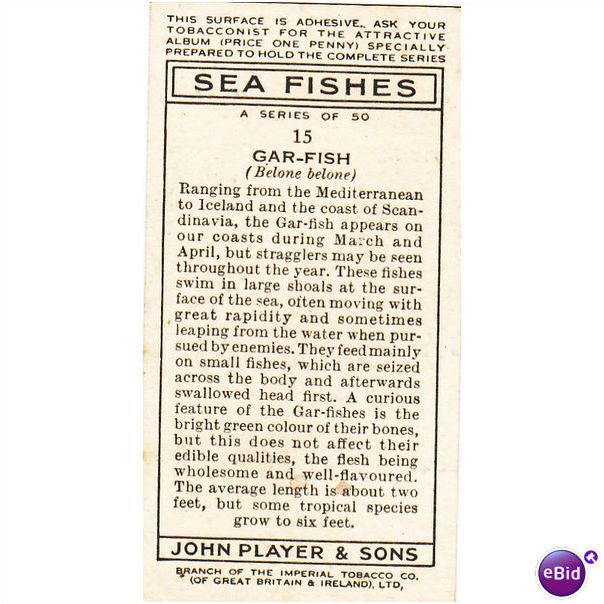 THIS SURFACE IS ADHESIVE. ASK YOUR
TOBACCONIST FOR THE ATTRACTIVE
ALBUM (PRICE ONE PENNY) SPECIALLY
PREPARED TO HOLD THE COMPLETE SERIES
SEA FISHES
A SERIES OF 50
15
GAR-FISH
(Belone belone)
Ranging from the Mediterranean
to Iceland and the coast of Scan-
dinavia, the Gar-fish appears on
our coasts during March and
April, but stragglers may be seen
throughout the year. These fishes
swim in large shoals at the sur-
face of the sea, often moving with
great rapidity and sometimes
leaping from the water when pur-
sued by enemies. They feed mainly
on small fishes, which are seized
across the body and afterwards
swallowed head first. A curious
feature of the Gar-fishes is the
bright green colour of their bones,
but this does not affect their
edible qualities, the flesh being
wholesome and well-flavoured.
The average length is about two
feet, but some tropical species
grow to six feet.
JOHN PLAYER & SONS
BRANCH OF THE IMPERIAL TOBACCO CO.
(OF GREAT BRITAIN & IRELAND), LTD,
eBid